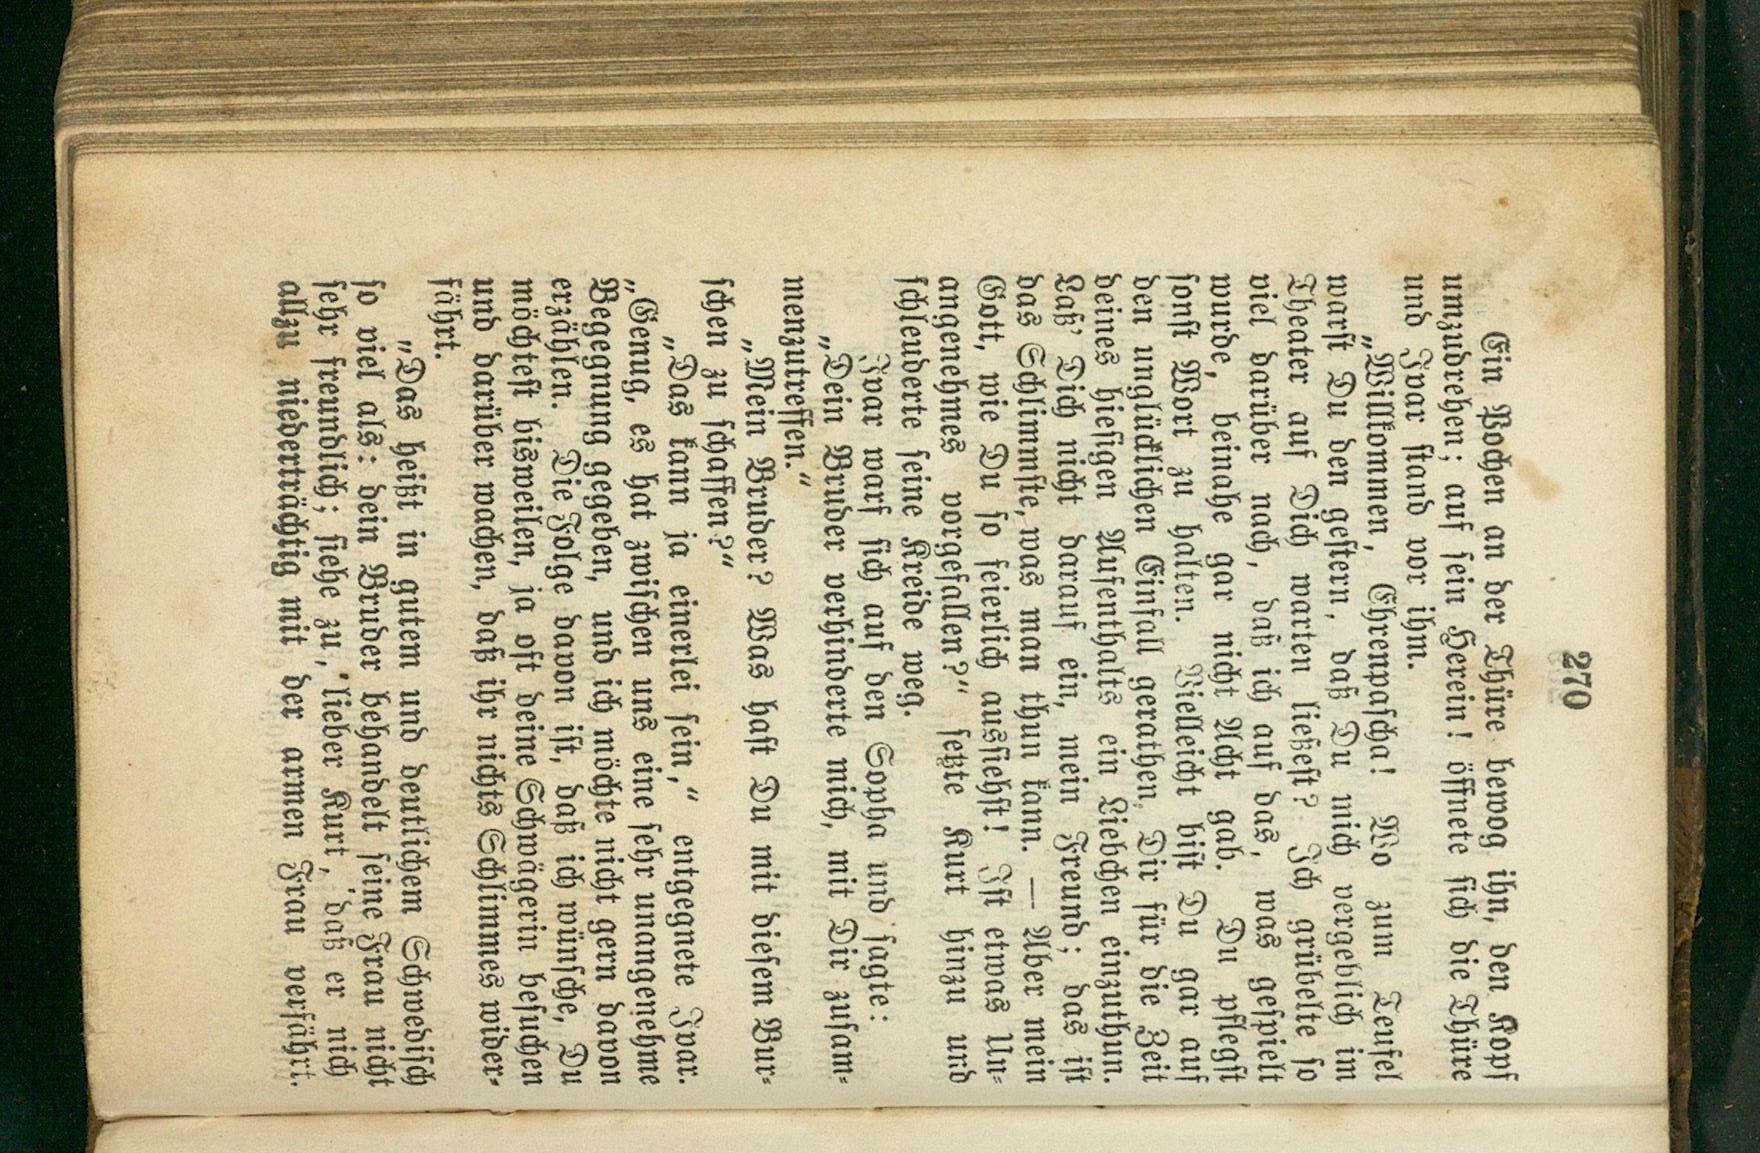 270
Ein Pochen an der Thüre bewog ihn, den Kopf
umzudrehen; auf sein Herein! öffnete sich die Thüre
und Ivar stand vor ihm.
„Willkommen, Ehrenpascha! Wo zum Teufel
warst Du den gestern, daß Du mich vergeblich im
Theater auf Dich warten ließest? Ich grübelte so
viel darüber nach, daß ich auf das, was gespielt
wurde, beinahe gar nicht Acht gab. Du pflegst
sonst Wort zu halten. Vielleicht bist Du gar auf
den unglücklichen Einfall gerathen, Dir für die Zeit
deines hiesigen Aufenthalts ein Liebchen einzuthun.
Laß' Dich nicht darauf ein, mein Freund; das ist
das Schlimmste, was man thun kann. — Aber mein
Gott, wie Du so feierlich aussiehst! Ist etwas Un-
angenehmes vorgefallen?“ setzte Kurt hinzu und
schleuderte seine Kreide weg.
Ivar warf sich auf den Sopha und sagte:
„Dein Bruder verhinderte mich, mit Dir zusam-
menzutreffen.“
„Mein Bruder? Was hast Du mit diesem Bur-
schen zu schaffen?“
„Das kann ja einerlei sein,“ entgegnete Ivar.
„Genug, es hat zwischen uns eine sehr unangenehme
Begegnung gegeben, und ich möchte nicht gern davon
erzählen. Die Folge davon ist, daß ich wünsche, Du
möchtest bisweilen, ja oft deine Schwägerin besuchen
und darüber wachen, daß ihr nichts Schlimmes wider-
fährt.
„Das heißt in gutem und deutlichem Schwedisch
so viel als: dein Bruder behandelt seine Frau nicht
sehr freundlich; siehe zu, lieber Kurt, daß er nich
allzu niederträchtig mit der armen Frau verfährt.